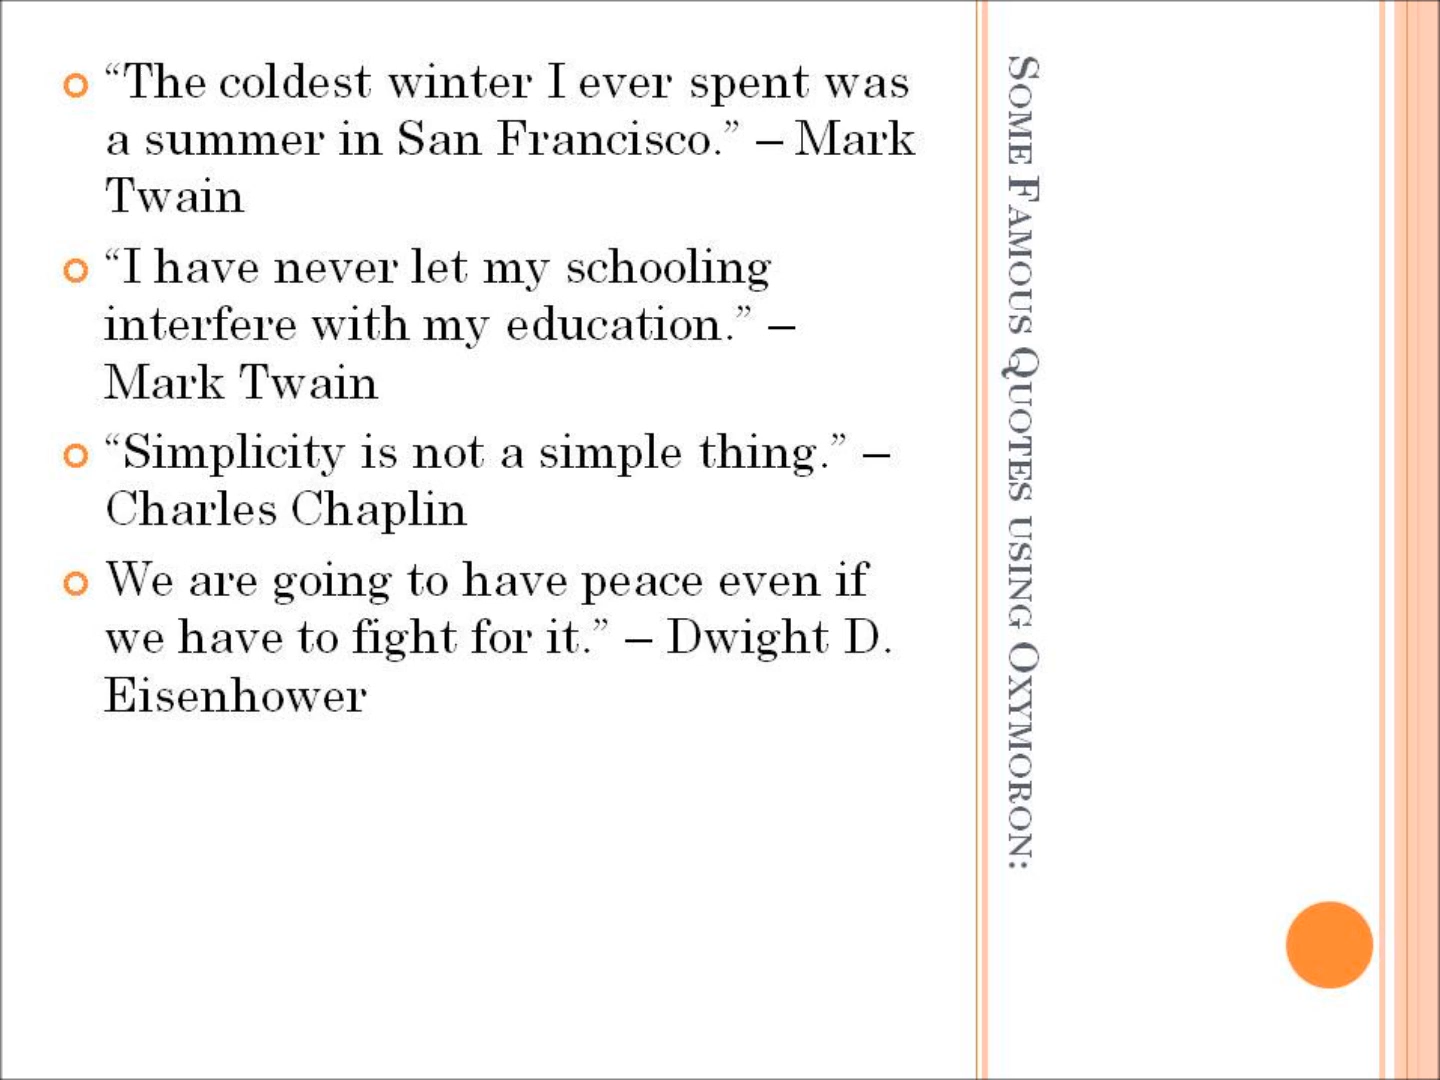 “The coldest winter I ever spent was
a summer in San Francisco.” – Mark
Twain
“I have never let my schooling
interfere with my education.” –
Mark Twain
“Simplicity is not a simple thing.” –
Charles Chaplin
We are going to have peace even if
we have to fight for it.” – Dwight D.
Eisenhower
Some Famous Quotes using Oxymoron: